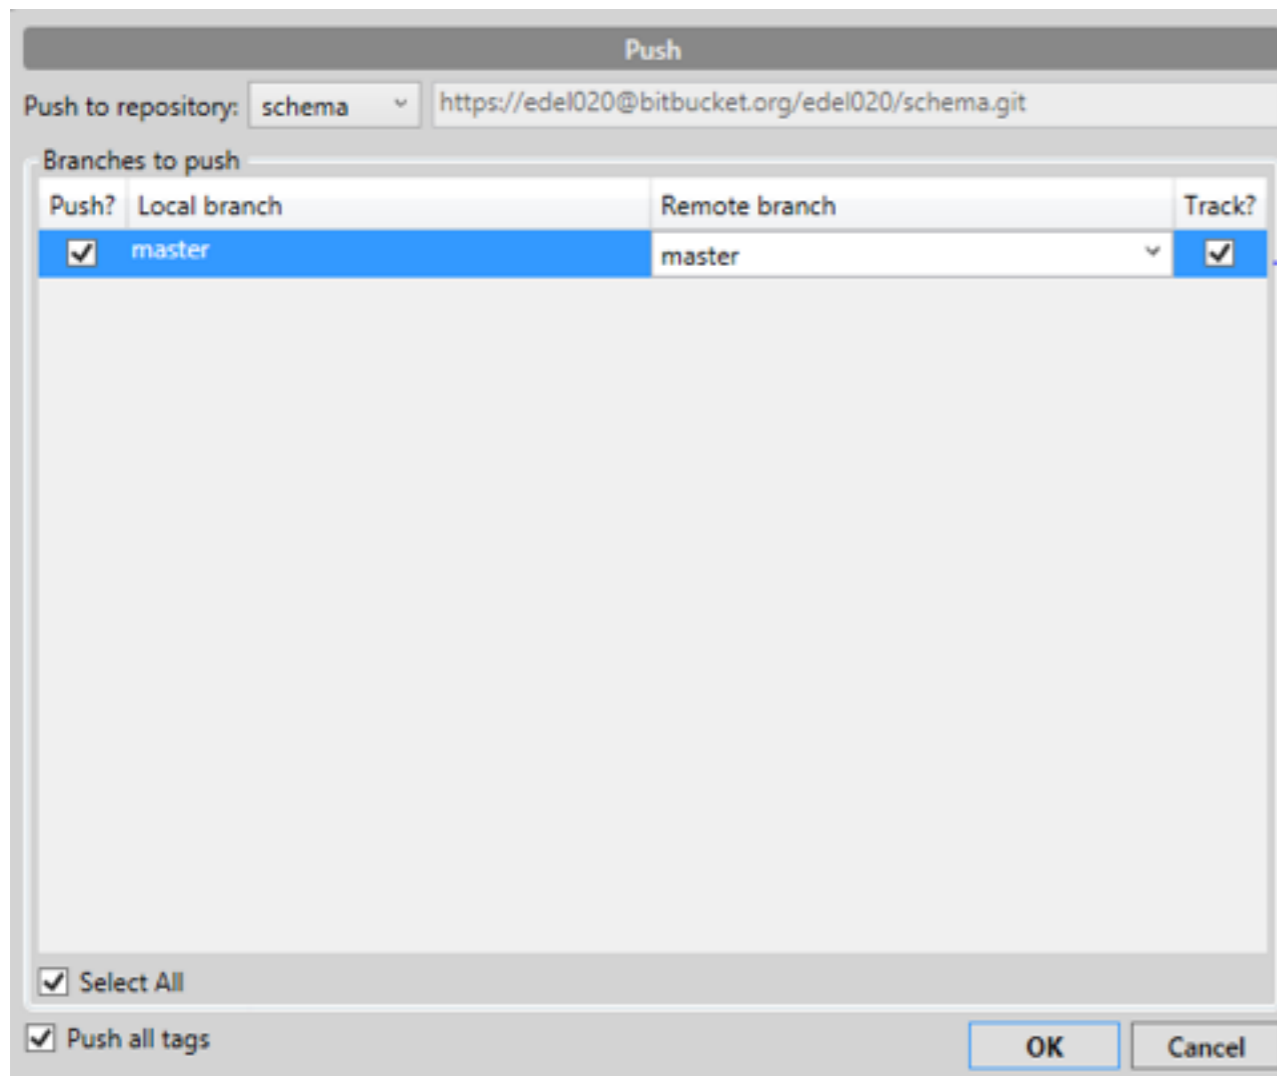 Push
Push to repository: schema https://edel020@bitbucket.org/edel020/schema.git
Branches to push
Push? Local branch Remote branch Track?
master master
Select All
Push all tags OK Cancel